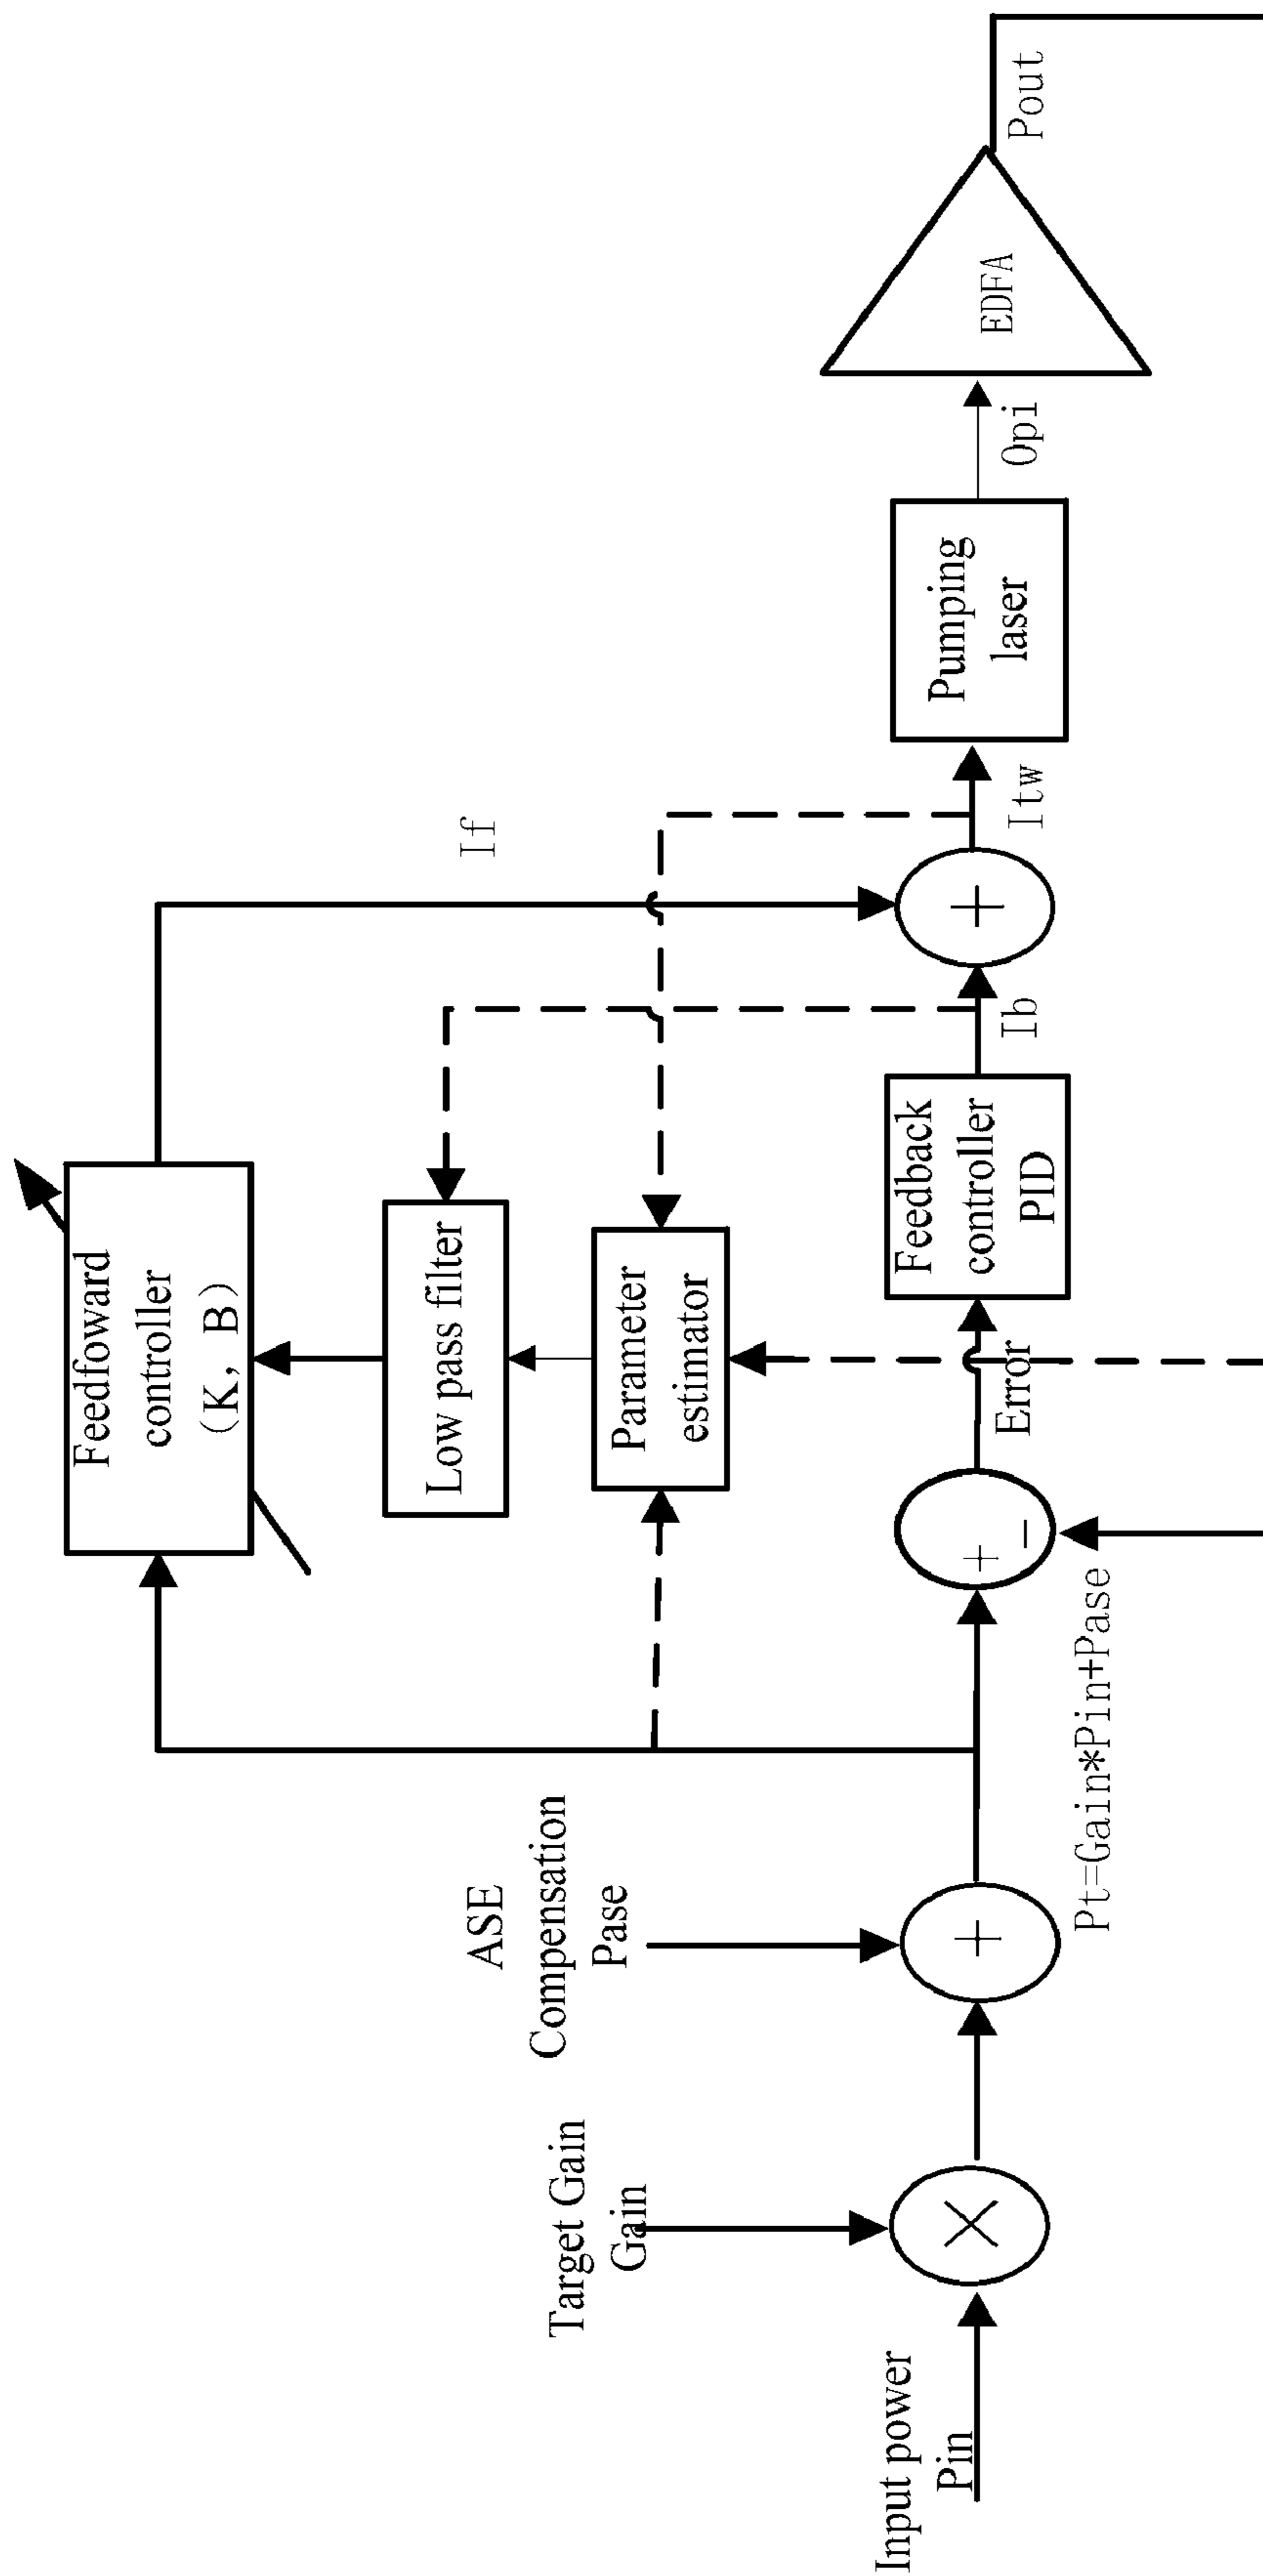 Input power
Pin
Target Gain
Gain
×
ASE
Compensation
Pase
+
Pt=Gain*Pin+Pase
+
−
Error
Feedfoward
controller
(K, B)
Low pass filter
Parameter
estimator
Feedback
controller
PID
Ib
If
+
Itw
Pumping
laser
Opi
EDFA
Pout